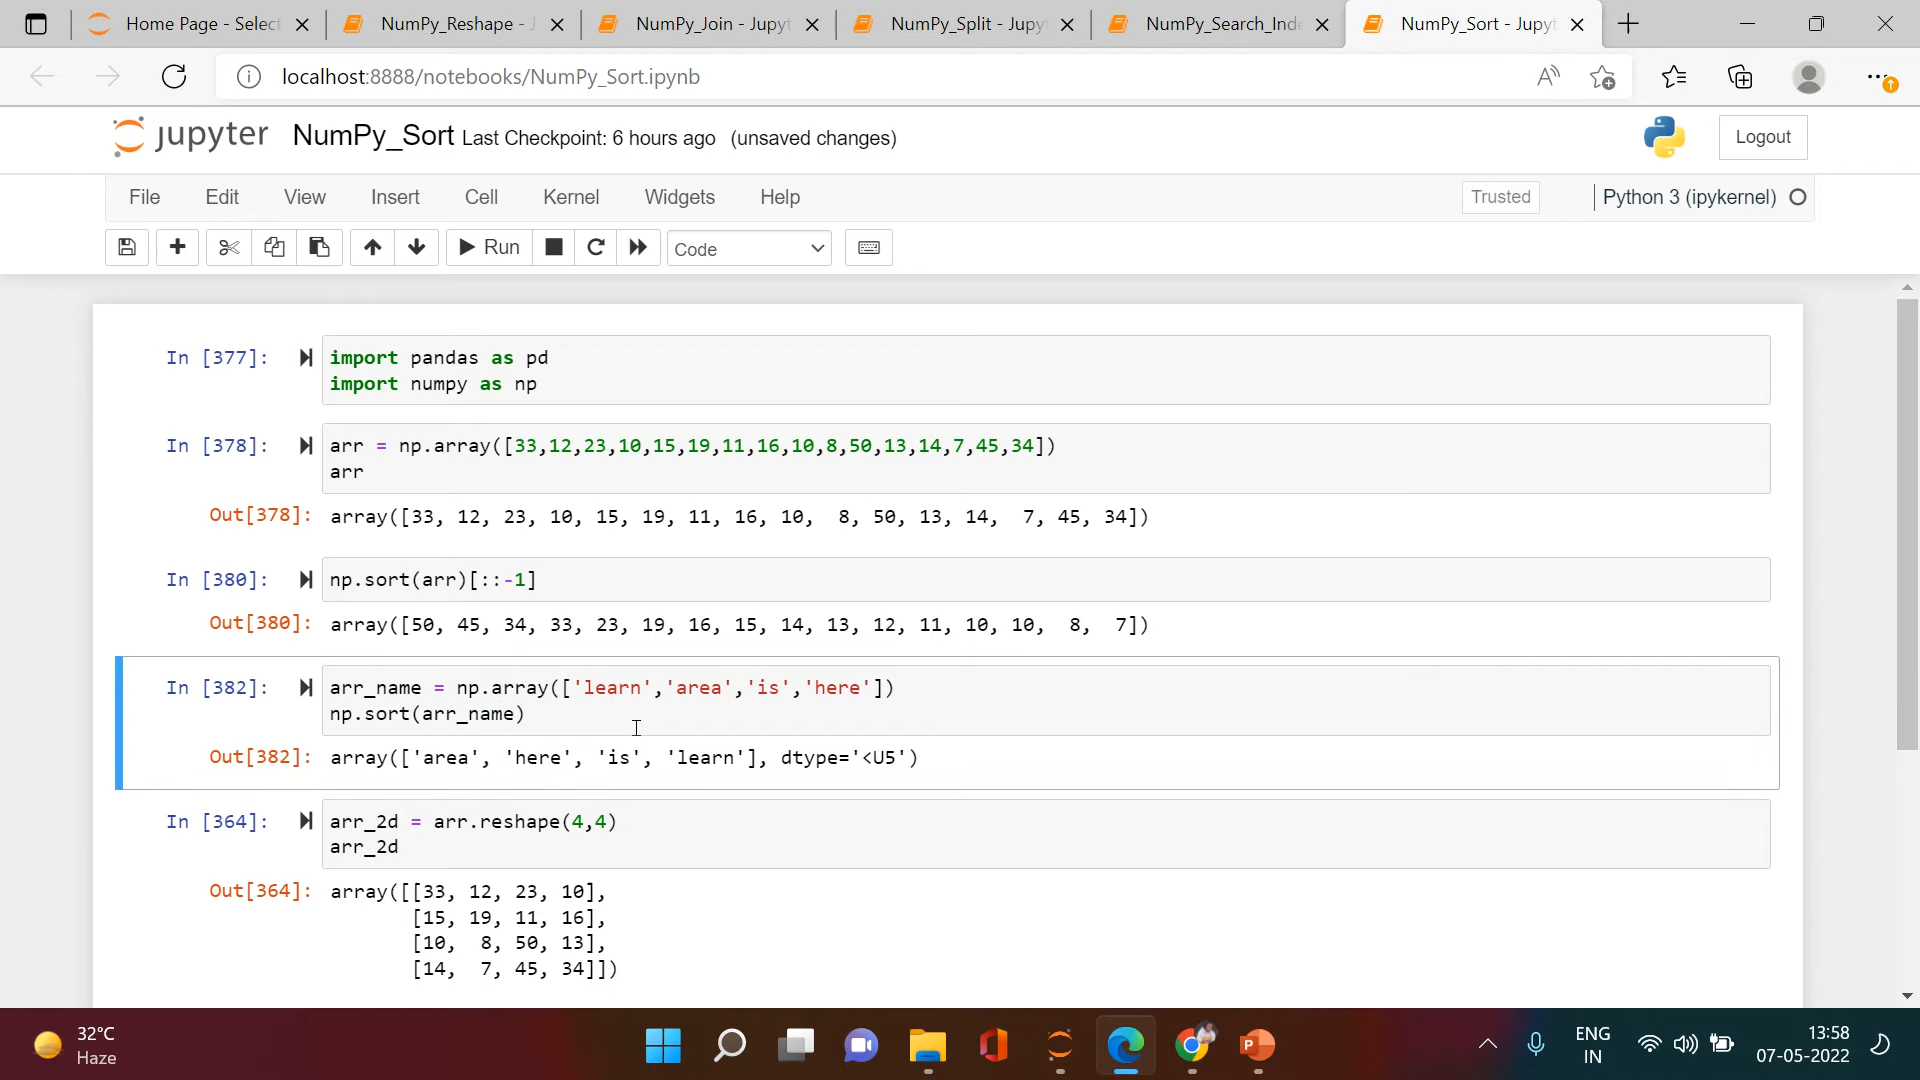 Home Page - Select
NumPy_Reshape - J
NumPy_Join - Jupyt
NumPy_Split - Jupy
NumPy_Search_Inde
NumPy_Sort - Jupyt
localhost:8888/notebooks/NumPy_Sort.ipynb
jupyter NumPy_Sort Last Checkpoint: 6 hours ago (unsaved changes)
Logout
File Edit View Insert Cell Kernel Widgets Help
Trusted
Python 3 (ipykernel)
Run
Code
In [377]: import pandas as pd
import numpy as np
In [378]: arr = np.array([33,12,23,10,15,19,11,16,10,8,50,13,14,7,45,34])
arr
Out[378]: array([33, 12, 23, 10, 15, 19, 11, 16, 10,  8, 50, 13, 14,  7, 45, 34])
In [380]: np.sort(arr)[::-1]
Out[380]: array([50, 45, 34, 33, 23, 19, 16, 15, 14, 13, 12, 11, 10, 10,  8,  7])
In [382]: arr_name = np.array(['learn','area','is','here'])
np.sort(arr_name)
Out[382]: array(['area', 'here', 'is', 'learn'], dtype='<U5')
In [364]: arr_2d = arr.reshape(4,4)
arr_2d
Out[364]: array([[33, 12, 23, 10],
[15, 19, 11, 16],
[10,  8, 50, 13],
[14,  7, 45, 34]])
32°C
Haze
ENG
IN
13:58
07-05-2022